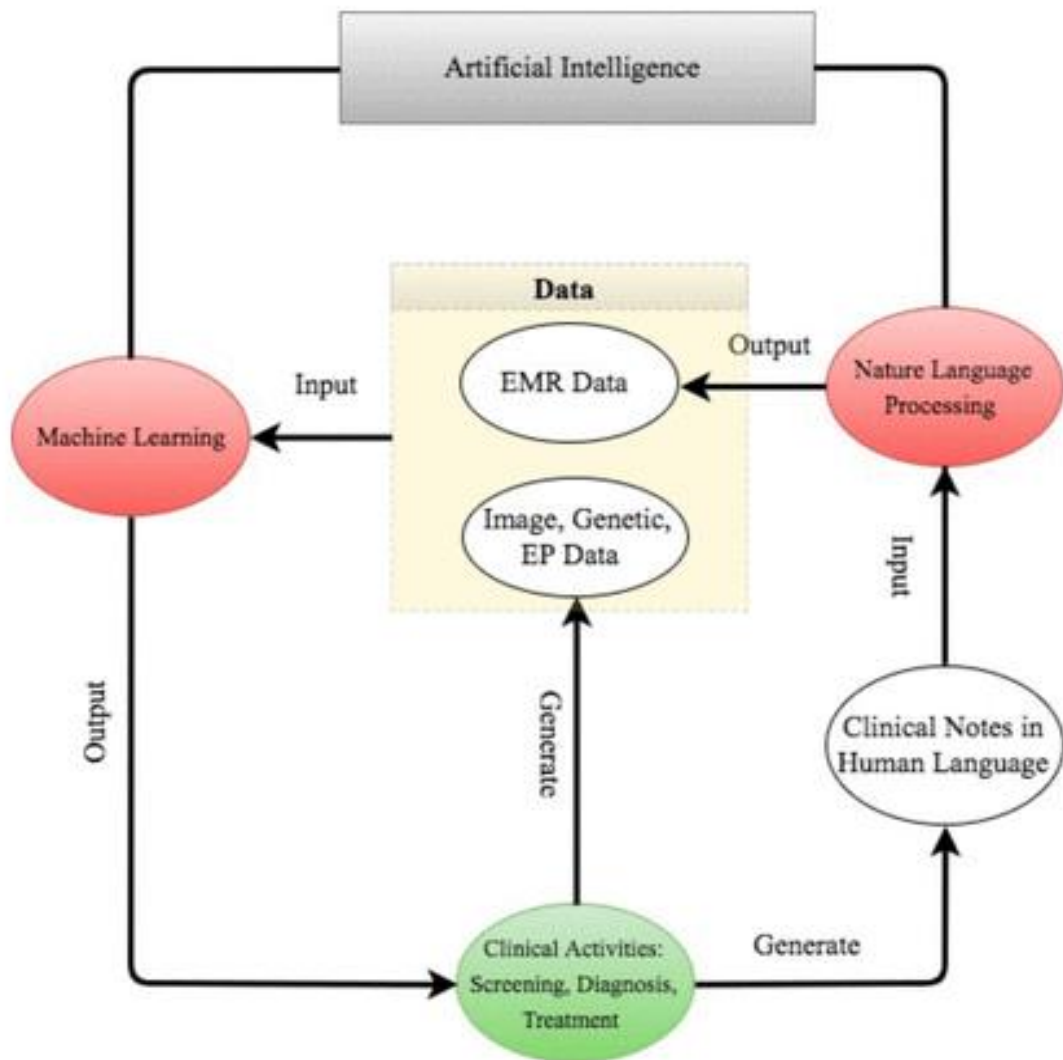 Artificial Intelligence
Data
Output
EMR Data
Nature Language
Processing
Input
Machine Learning
Image, Genetic,
EP Data
Input
Output
Generate
Clinical Notes in
Human Language
Clinical Activities:
Screening, Diagnosis,
Treatment
Generate